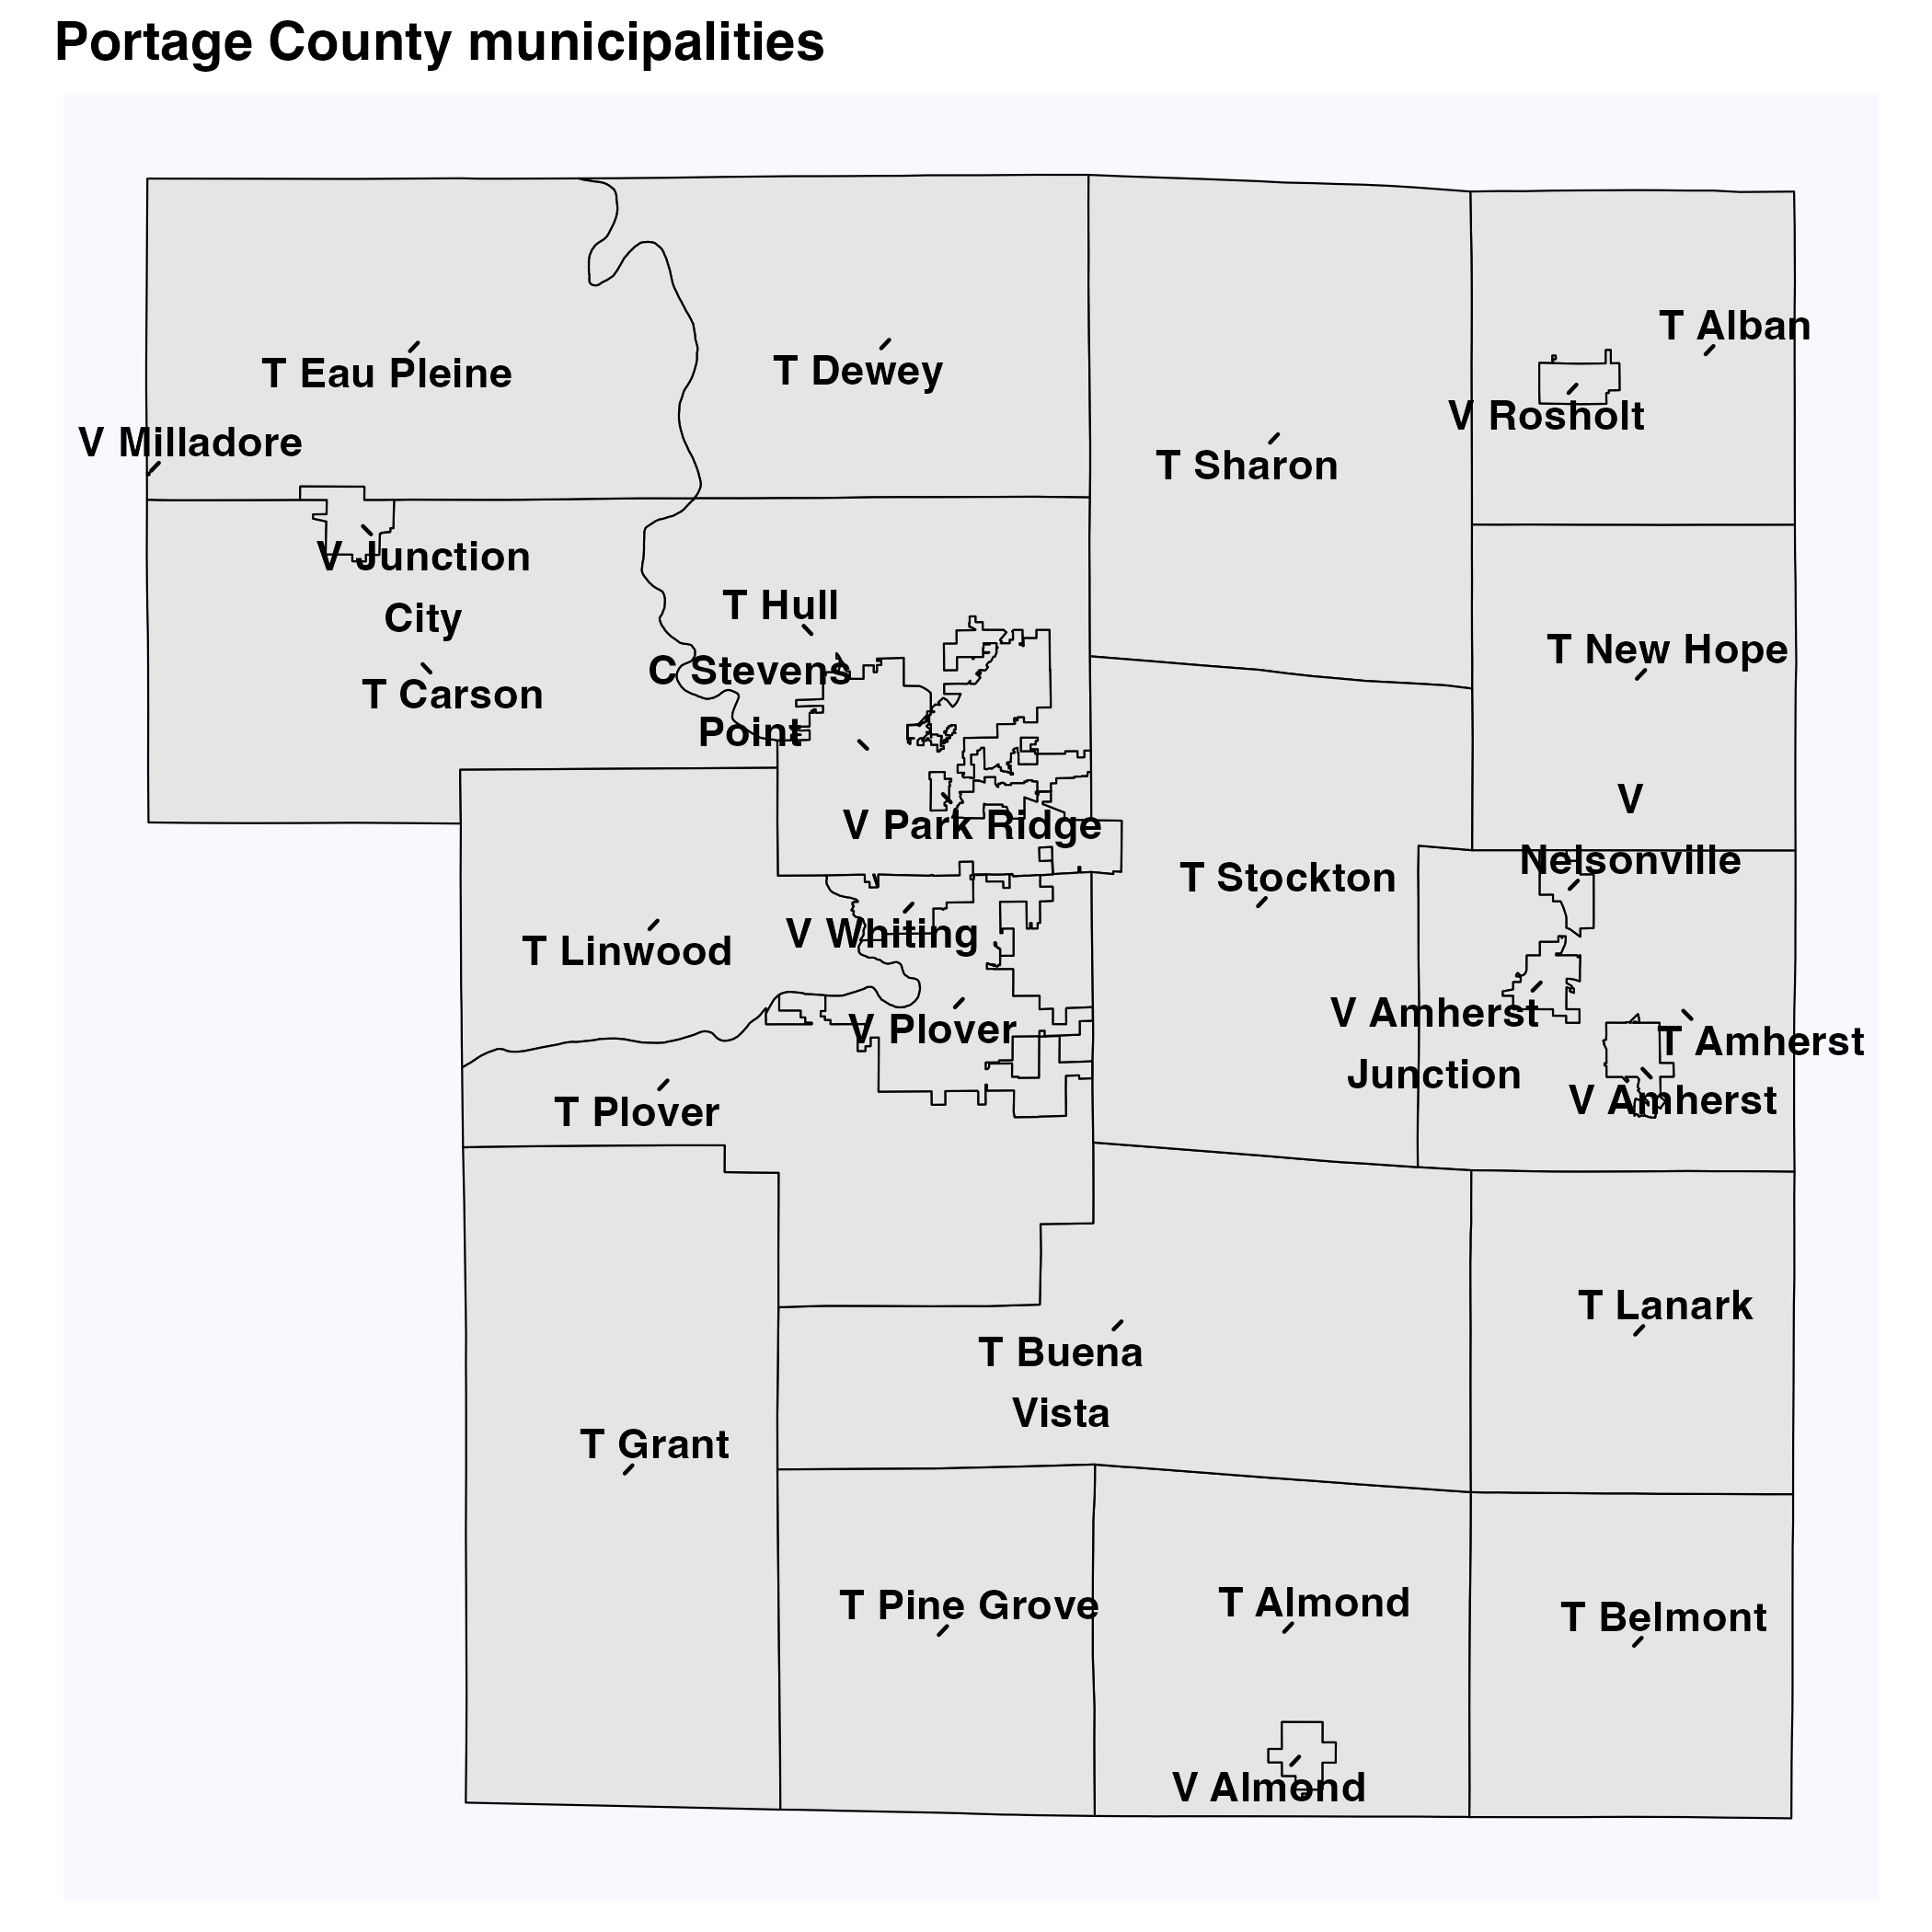 Portage County municipalities
T Alban
T Eau Pleine
T Dewey
V Rosholt
V Milladore
T Sharon
V Junction
City
T Hull
T New Hope
C Stevens
Point
T Carson
V
Nelsonville
V Park Ridge
T Stockton
V Whiting
T Linwood
V Amherst
Junction
V Plover
T Amherst
V Amherst
T Plover
T Lanark
T Buena
Vista
T Grant
T Pine Grove
T Almond
T Belmont
V Almond